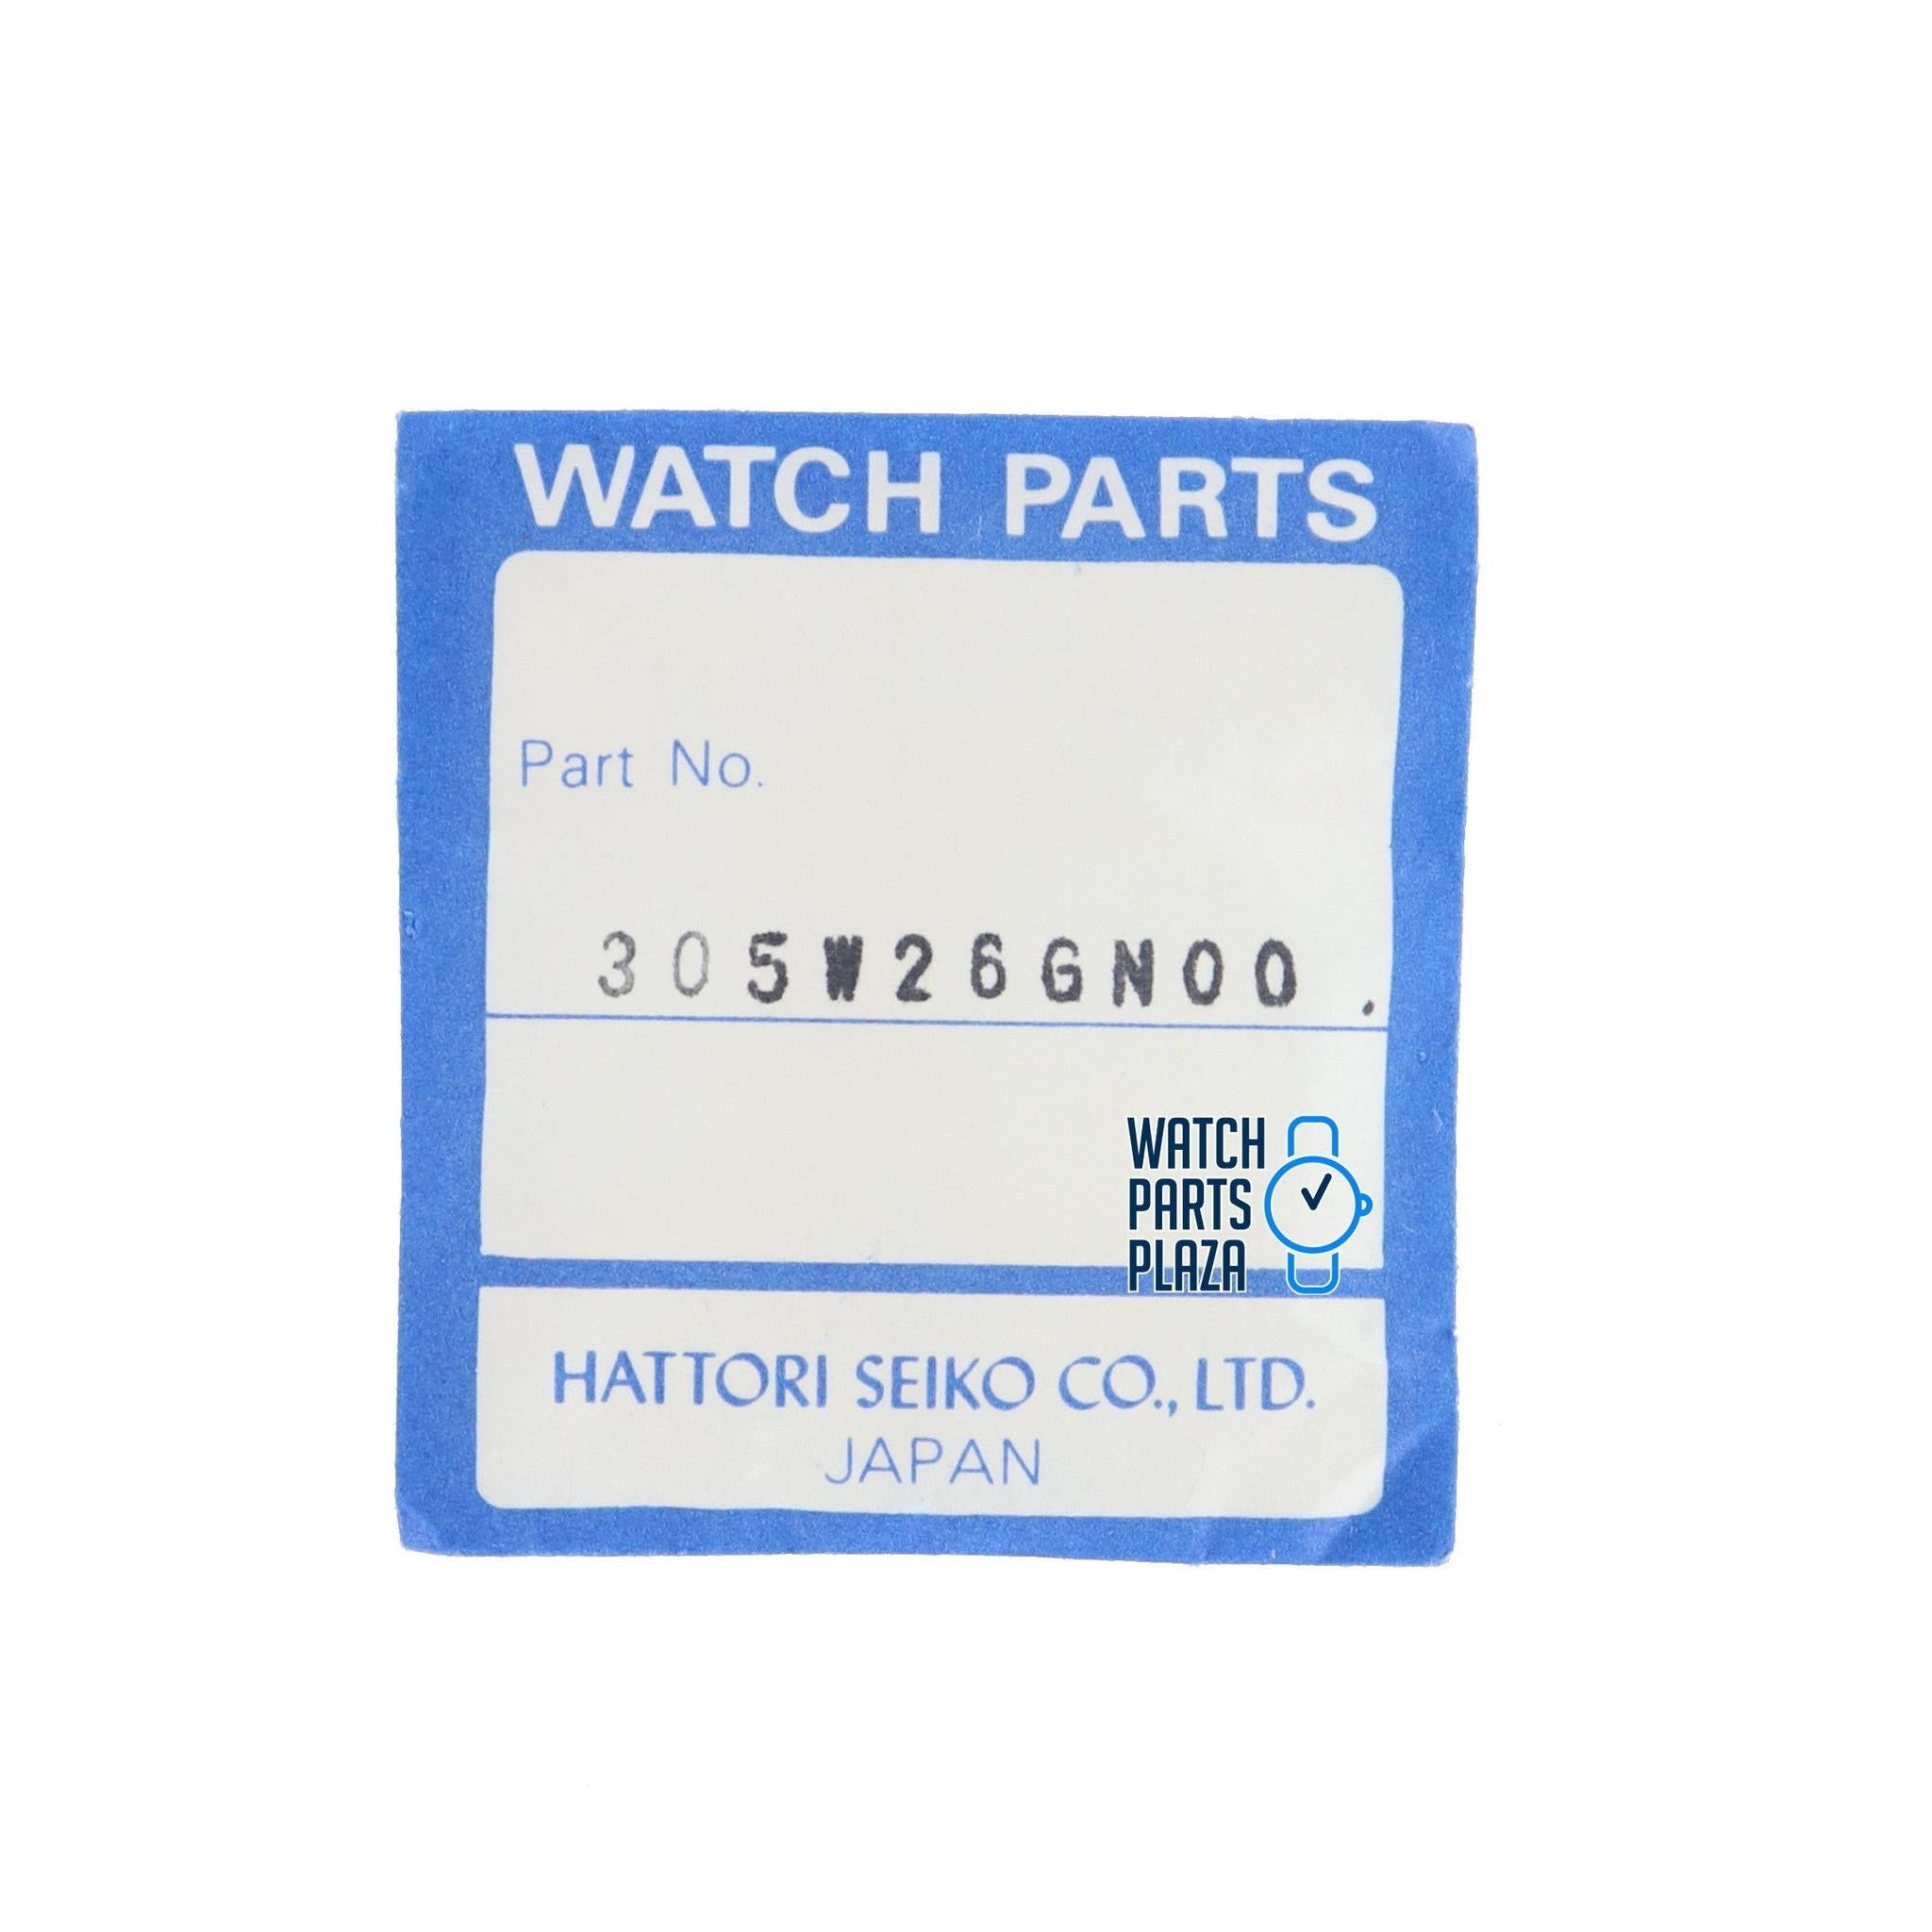 WATCH PARTS
Part No.
305W26GN00 .
WATCH
PARTS
PLAZA
HATTORI SEIKO CO., LTD.
JAPAN